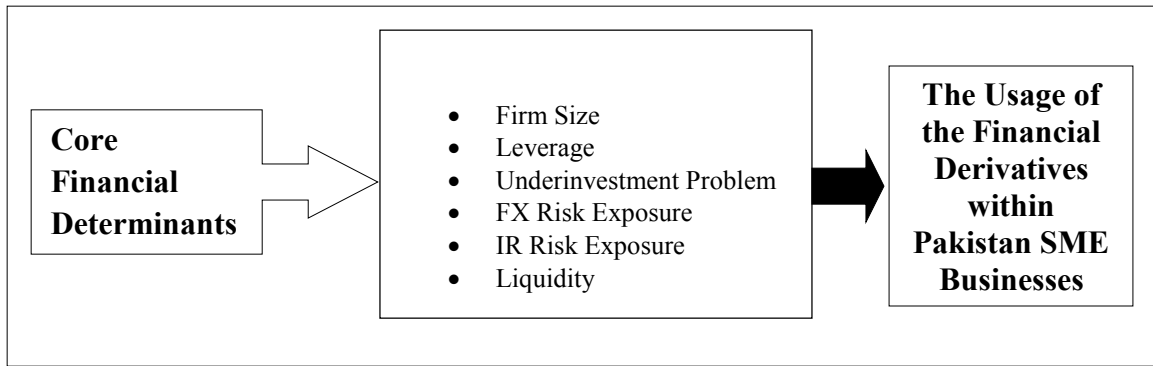 Core
Financial
Determinants
• Firm Size
• Leverage
• Underinvestment Problem
• FX Risk Exposure
• IR Risk Exposure
• Liquidity
The Usage of
the Financial
Derivatives
within
Pakistan SME
Businesses